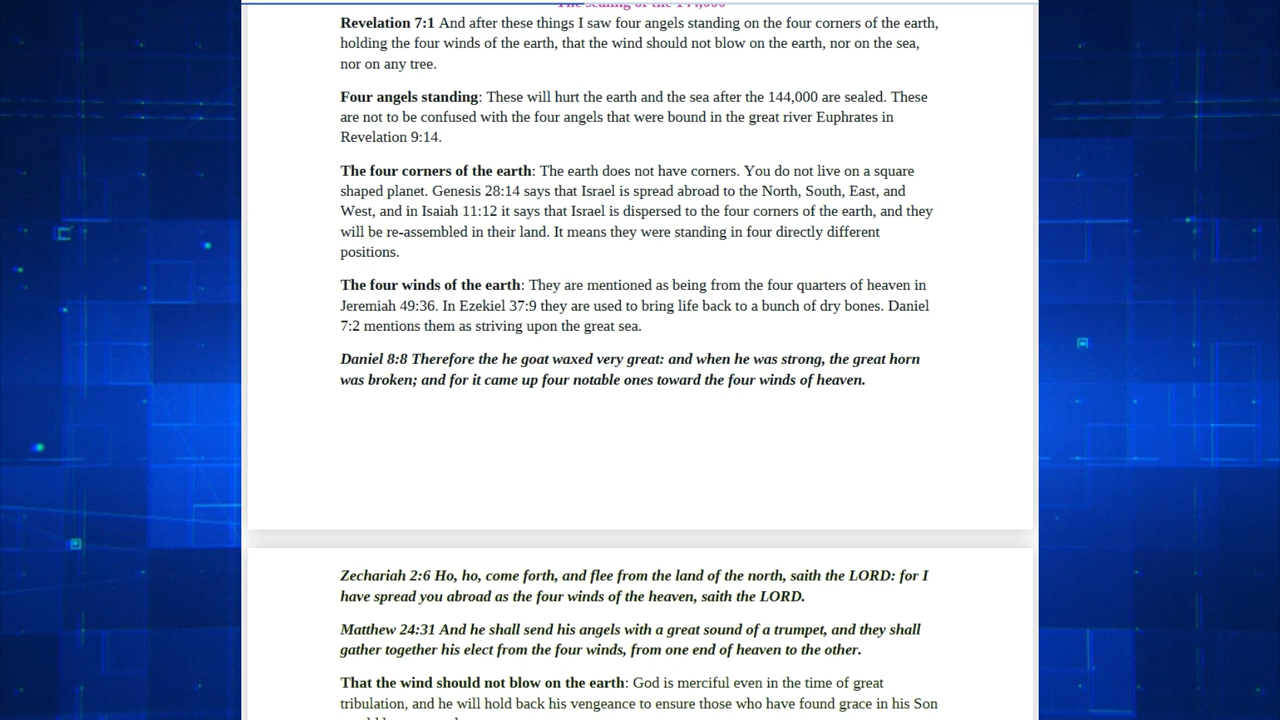 The sealing of the 144,000
Revelation 7:1 And after these things I saw four angels standing on the four corners of the earth,
holding the four winds of the earth, that the wind should not blow on the earth, nor on the sea,
nor on any tree.
Four angels standing: These will hurt the earth and the sea after the 144,000 are sealed. These
are not to be confused with the four angels that were bound in the great river Euphrates in
Revelation 9:14.
The four corners of the earth: The earth does not have corners. You do not live on a square
shaped planet. Genesis 28:14 says that Israel is spread abroad to the North, South, East, and
West, and in Isaiah 11:12 it says that Israel is dispersed to the four corners of the earth, and they
will be re-assembled in their land. It means they were standing in four directly different
positions.
The four winds of the earth: They are mentioned as being from the four quarters of heaven in
Jeremiah 49:36. In Ezekiel 37:9 they are used to bring life back to a bunch of dry bones. Daniel
7:2 mentions them as striving upon the great sea.
Daniel 8:8 Therefore the he goat waxed very great: and when he was strong, the great horn
was broken; and for it came up four notable ones toward the four winds of heaven.
Zechariah 2:6 Ho, ho, come forth, and flee from the land of the north, saith the LORD: for I
have spread you abroad as the four winds of the heaven, saith the LORD.
Matthew 24:31 And he shall send his angels with a great sound of a trumpet, and they shall
gather together his elect from the four winds, from one end of heaven to the other.
That the wind should not blow on the earth: God is merciful even in the time of great
tribulation, and he will hold back his vengeance to ensure those who have found grace in his Son